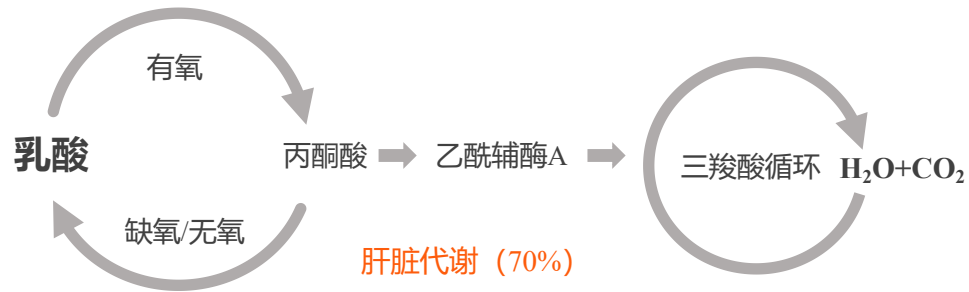 有氧
乳酸
丙酮酸
乙酰辅酶A
三羧酸循环
H₂O+CO₂
缺氧/无氧
肝脏代谢（70%）